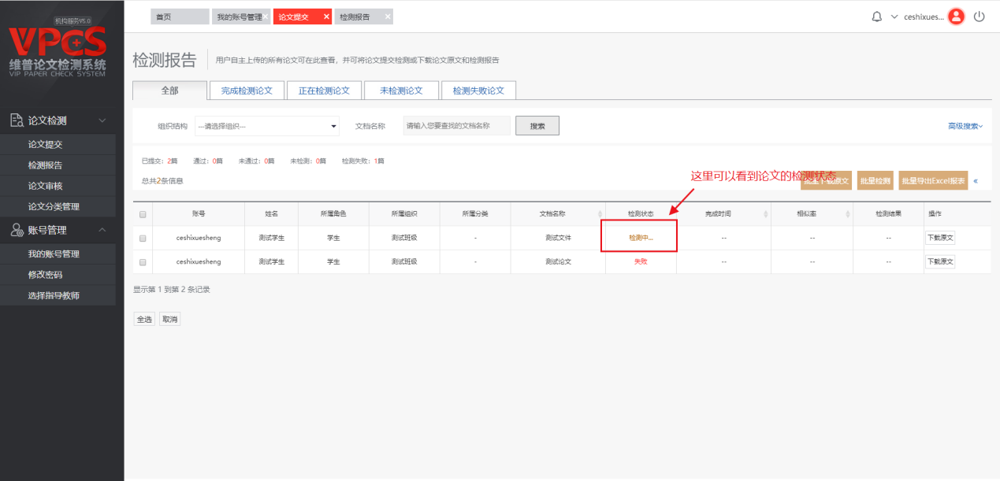 首页 我的账号管理 论文提交 检测报告
ceshixues...
机构服务V5.0
VPCS
维普论文检测系统
VIP PAPER CHECK SYSTEM
论文检测
论文提交
检测报告
论文审核
论文分类管理
账号管理
我的账号管理
修改密码
选择指导教师
检测报告 用户自主上传的所有论文可在此查看，并可将论文提交检测或下载论文原文和检测报告
全部 完成检测论文 正在检测论文 未检测论文 检测失败论文
组织结构 ---请选择组织--- 文档名称 请输入您要查找的文档名称 搜索 高级搜索
已提交：2篇 通过：0篇 未通过：0篇 未检测：0篇 检测失败：1篇
这里可以看到论文的检测状态
总共2条信息 批量下载原文 批量检测 批量导出Excel报表 «
账号 姓名 所属角色 所属组织 所属分类 文档名称 检测状态 完成时间 相似率 检测结果 操作
ceshixuesheng 测试学生 学生 测试班级 - 测试文件 检测中... -- -- -- 下载原文
ceshixuesheng 测试学生 学生 测试班级 - 测试论文 失败 -- -- -- 下载原文
显示第 1 到第 2 条记录
全选 取消